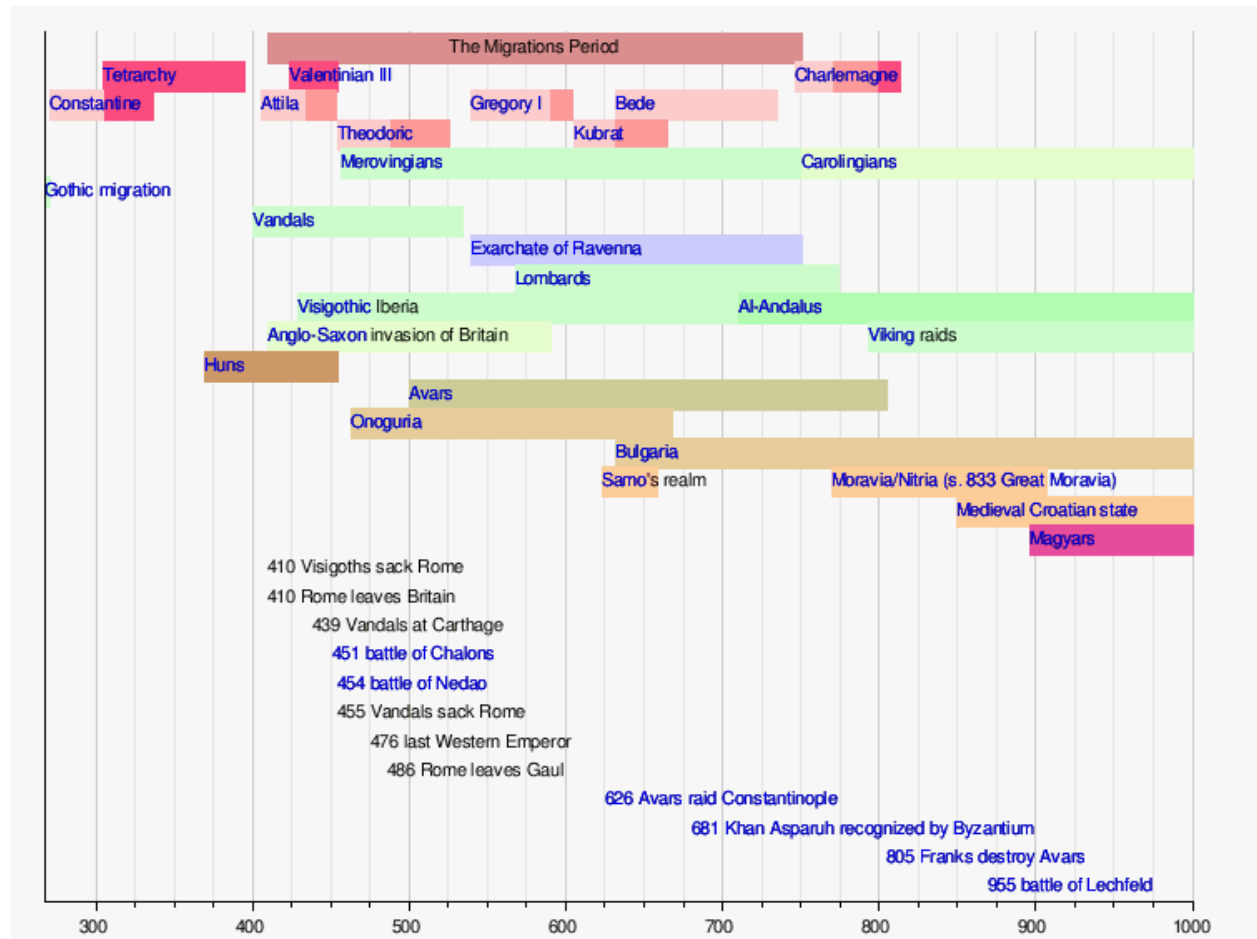 The Migrations Period
Tetrarchy Valentinian III Charlemagne
Constantine Attila Gregory I Bede
Theodoric Kubrat
Merovingians Carolingians
Gothic migration
Vandals
Exarchate of Ravenna
Lombards
Visigothic Iberia Al-Andalus
Anglo-Saxon invasion of Britain Viking raids
Huns
Avars
Onoguria
Bulgaria
Samo's realm Moravia/Nitria (s. 833 Great Moravia)
Medieval Croatian state
Magyars
410 Visigoths sack Rome
410 Rome leaves Britain
439 Vandals at Carthage
451 battle of Chalons
454 battle of Nedao
455 Vandals sack Rome
476 last Western Emperor
486 Rome leaves Gaul
626 Avars raid Constantinople
681 Khan Asparuh recognized by Byzantium
805 Franks destroy Avars
955 battle of Lechfeld
300 400 500 600 700 800 900 1000